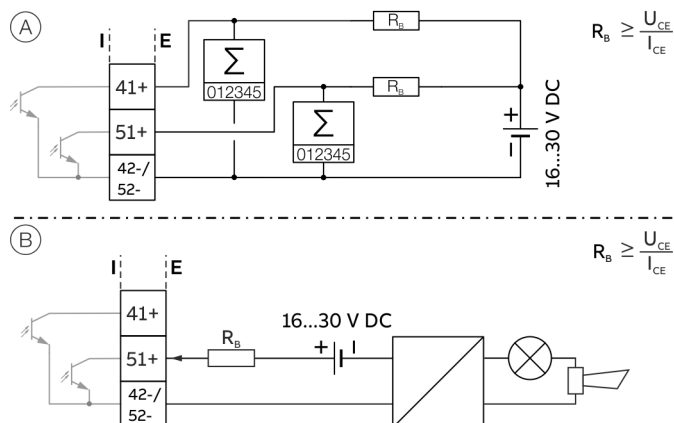 A
I E
41+
51+
42-/
52-
Σ
012345
Σ
012345
R_B
R_B
+
–
16...30 V DC
R_B ≥ U_CE
I_CE
B
I E
41+
51+
42-/
52-
R_B
16...30 V DC
+ –
R_B ≥ U_CE
I_CE